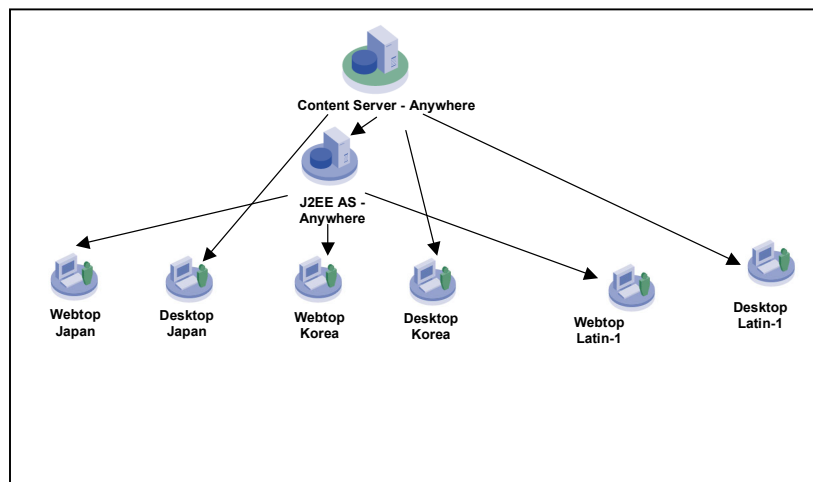 Content Server - Anywhere
J2EE AS -
Anywhere
Webtop
Japan
Desktop
Japan
Webtop
Korea
Desktop
Korea
Webtop
Latin-1
Desktop
Latin-1